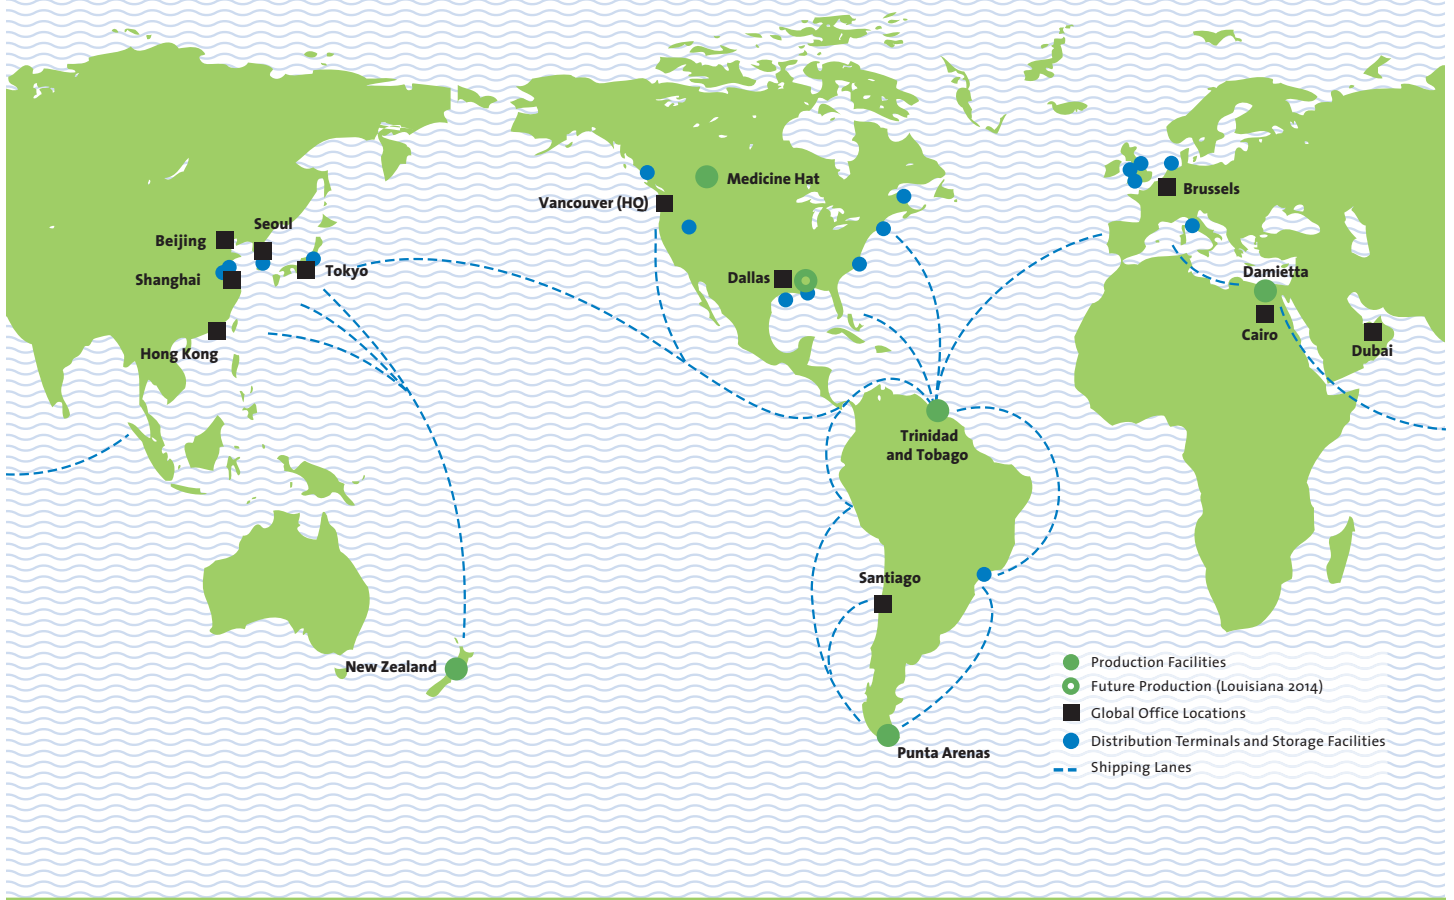 Medicine Hat
Vancouver (HQ)
Brussels
Seoul
Beijing
Tokyo
Shanghai
Dallas
Damietta
Hong Kong
Cairo
Dubai
Trinidad
and Tobago
Santiago
New Zealand
Punta Arenas
Production Facilities
Future Production (Louisiana 2014)
Global Office Locations
Distribution Terminals and Storage Facilities
Shipping Lanes